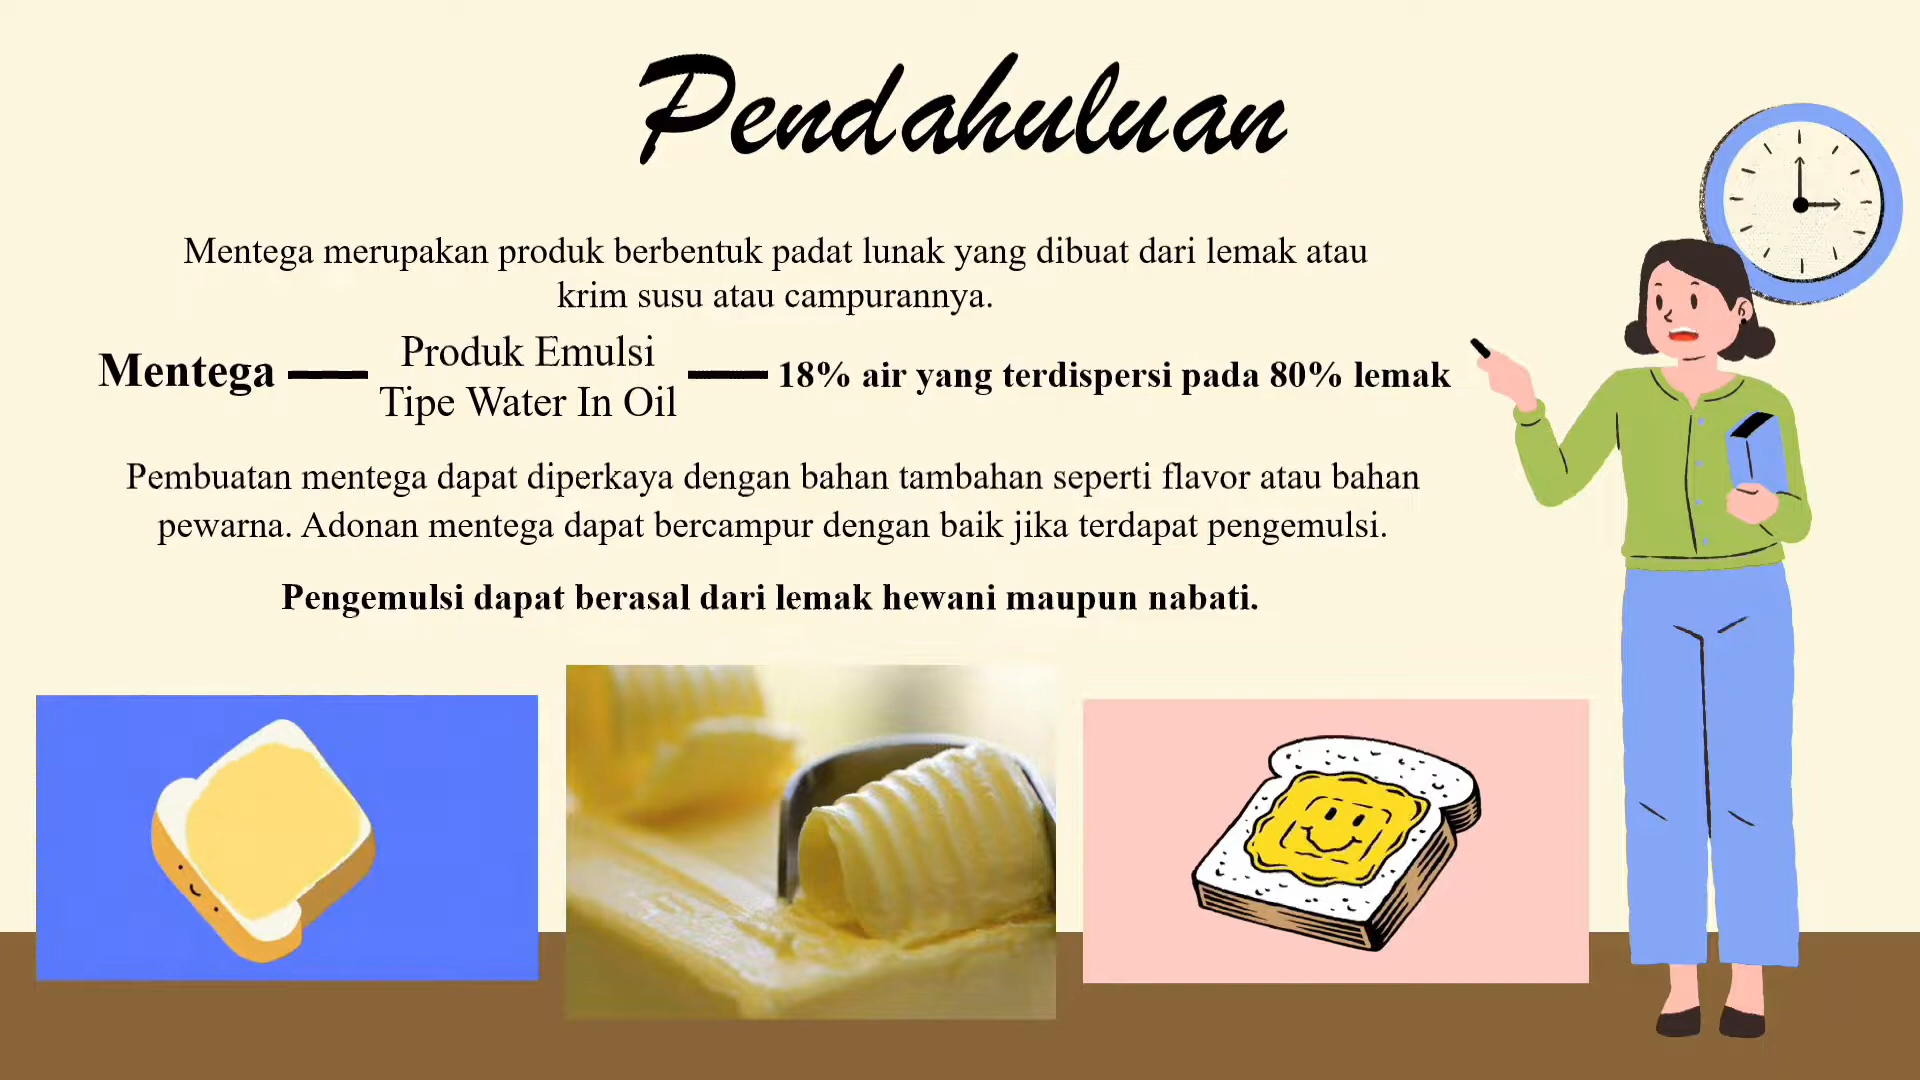 Pendahuluan
Mentega merupakan produk berbentuk padat lunak yang dibuat dari lemak atau
krim susu atau campurannya.
Mentega
Produk Emulsi
Tipe Water In Oil
18% air yang terdispersi pada 80% lemak
Pembuatan mentega dapat diperkaya dengan bahan tambahan seperti flavor atau bahan
pewarna. Adonan mentega dapat bercampur dengan baik jika terdapat pengemulsi.
Pengemulsi dapat berasal dari lemak hewani maupun nabati.